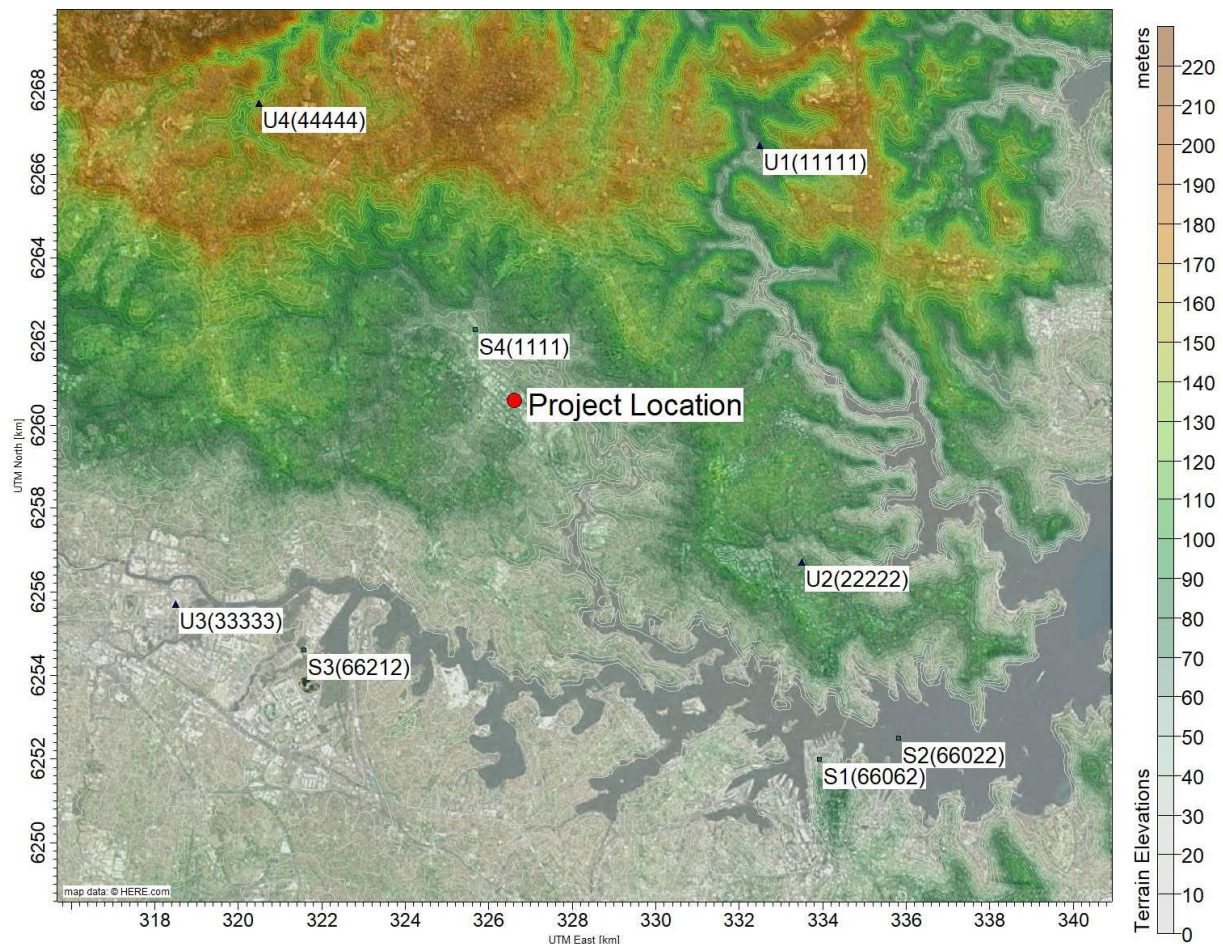 meters
220
210
200
190
180
170
160
150
140
130
120
110
100
90
80
70
60
50
40
30
20
10
0
Terrain Elevations
6268
6266
6264
6262
6260
6258
6256
6254
6252
6250
UTM North [km]
U4(44444)
U1(11111)
S4(1111)
Project Location
U2(22222)
U3(33333)
S3(66212)
S2(66022)
S1(66062)
map data: © HERE.com
318 320 322 324 326 328 330 332 334 336 338 340
UTM East [km]